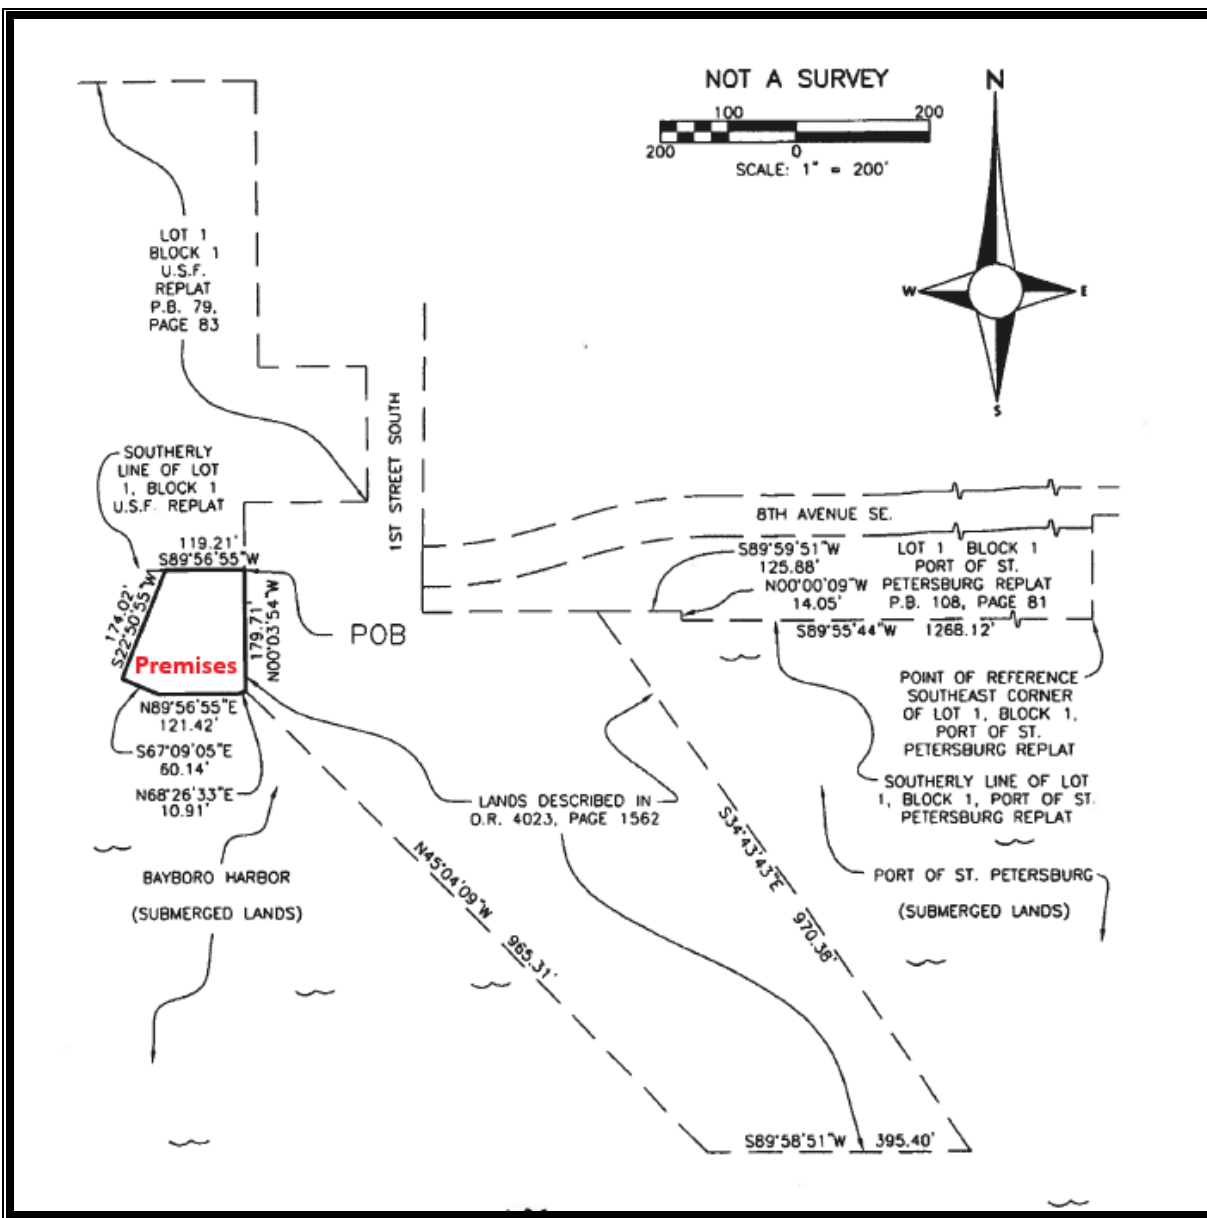 NOT A SURVEY
100 200
200 0
SCALE: 1" = 200'
N
W E
S
LOT 1
BLOCK 1
U.S.F.
REPLAT
P.B. 79,
PAGE 83
1ST STREET SOUTH
SOUTHERLY
LINE OF LOT
1, BLOCK 1
U.S.F. REPLAT
119.21'
S89°56'55"W
174.02'
S22°50'55"W
179.71'
N00°03'54"W
POB
Premises
N89°56'55"E
121.42'
S67°09'05"E
60.14'
N68°26'33"E
10.91'
8TH AVENUE SE.
S89°59'51"W
125.88'
N00°00'09"W
14.05'
LOT 1 BLOCK 1
PORT OF ST.
PETERSBURG REPLAT
P.B. 108, PAGE 81
S89°55'44"W 1268.12'
POINT OF REFERENCE
SOUTHEAST CORNER
OF LOT 1, BLOCK 1,
PORT OF ST.
PETERSBURG REPLAT
SOUTHERLY LINE OF LOT
1, BLOCK 1, PORT OF ST.
PETERSBURG REPLAT
LANDS DESCRIBED IN
O.R. 4023, PAGE 1562
S34°43'43"E
970.38'
N45°04'09"W
965.31'
BAYBORO HARBOR
(SUBMERGED LANDS)
PORT OF ST. PETERSBURG
(SUBMERGED LANDS)
S89°58'51"W 395.40'